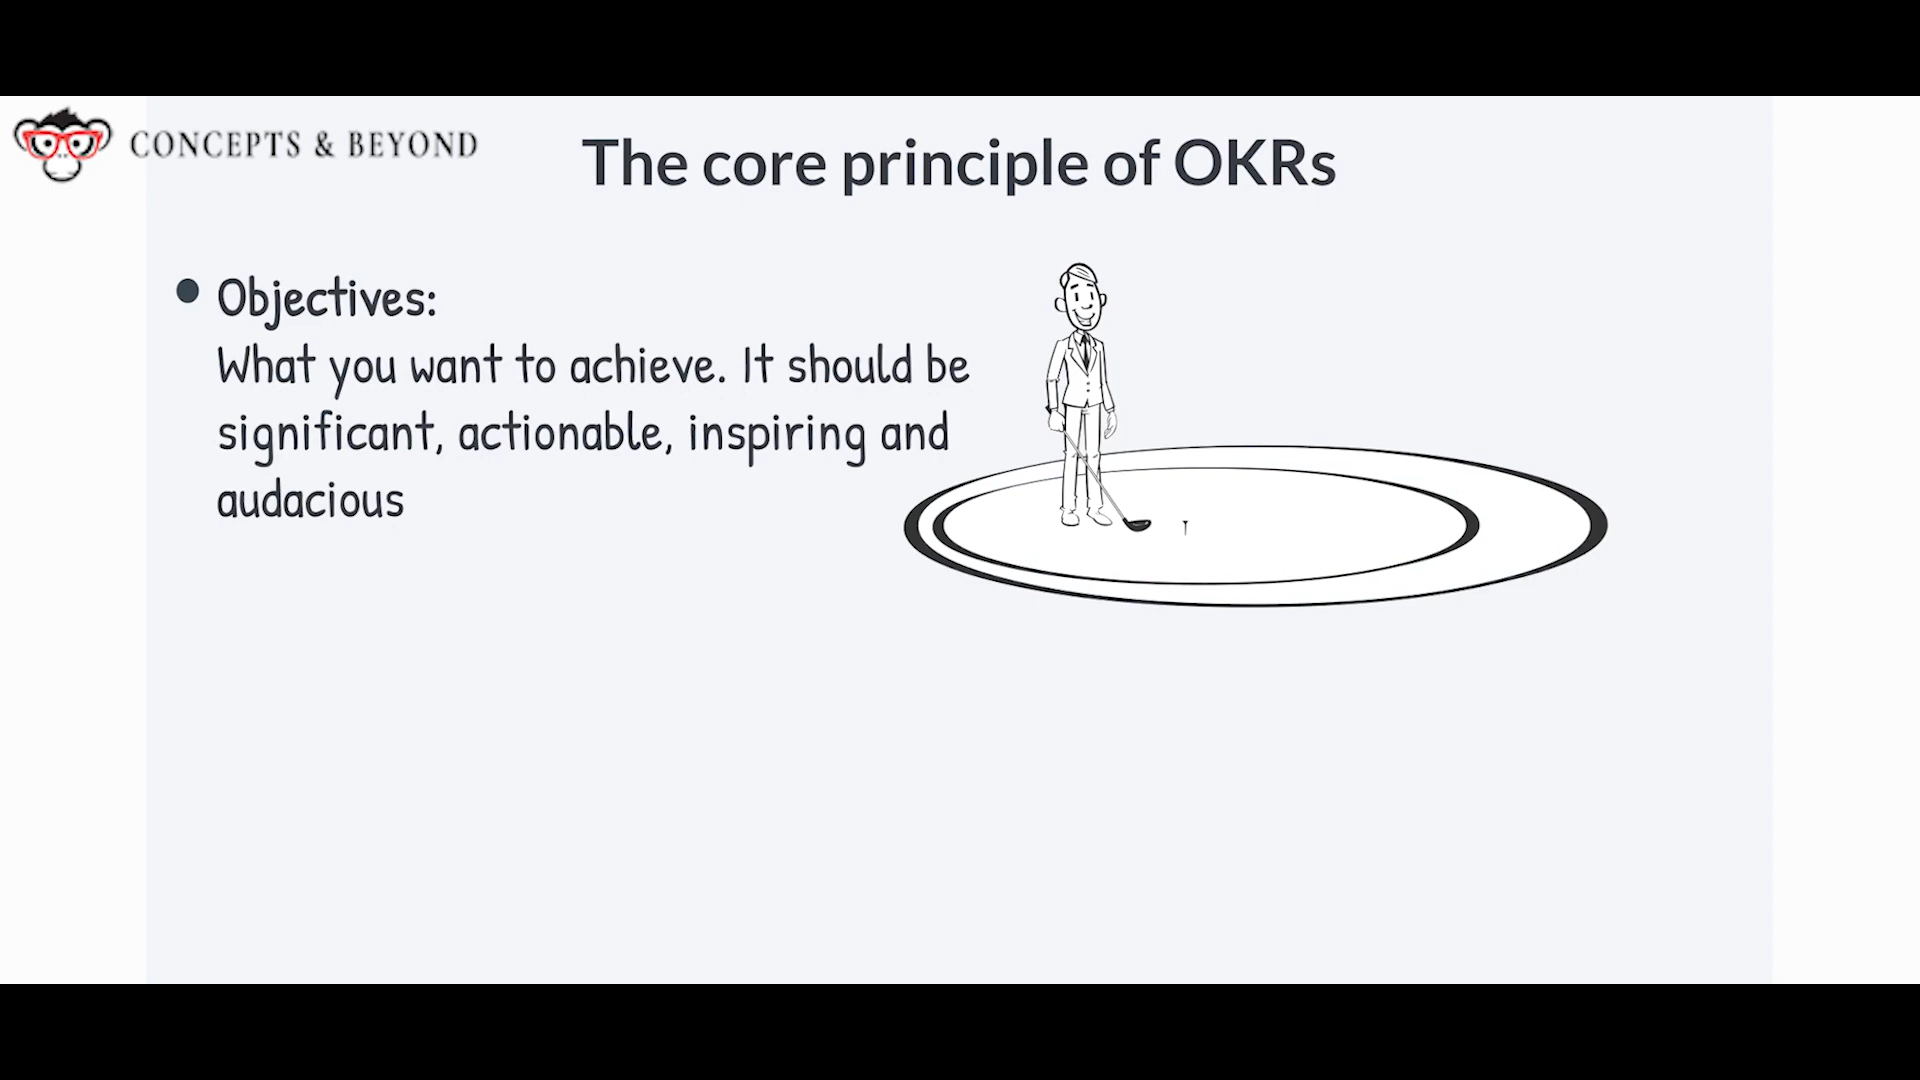 CONCEPTS & BEYOND
The core principle of OKRs
• Objectives:
What you want to achieve. It should be
significant, actionable, inspiring and
audacious